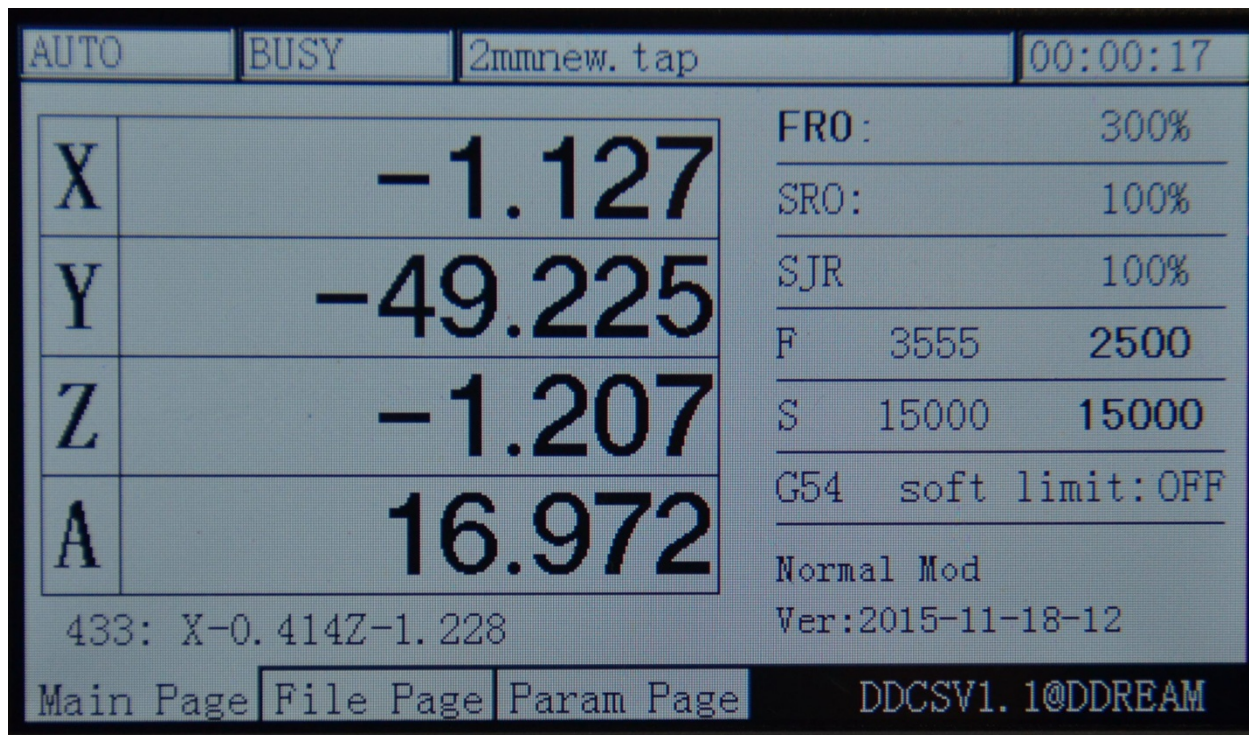 AUTO BUSY 2mmnew.tap 00:00:17
X -1.127
Y -49.225
Z -1.207
A 16.972
433: X-0.414Z-1.228
FRO: 300%
SRO: 100%
SJR 100%
F 3555 2500
S 15000 15000
G54 soft limit:OFF
Normal Mod
Ver:2015-11-18-12
Main Page File Page Param Page DDCSV1.1@DDREAM